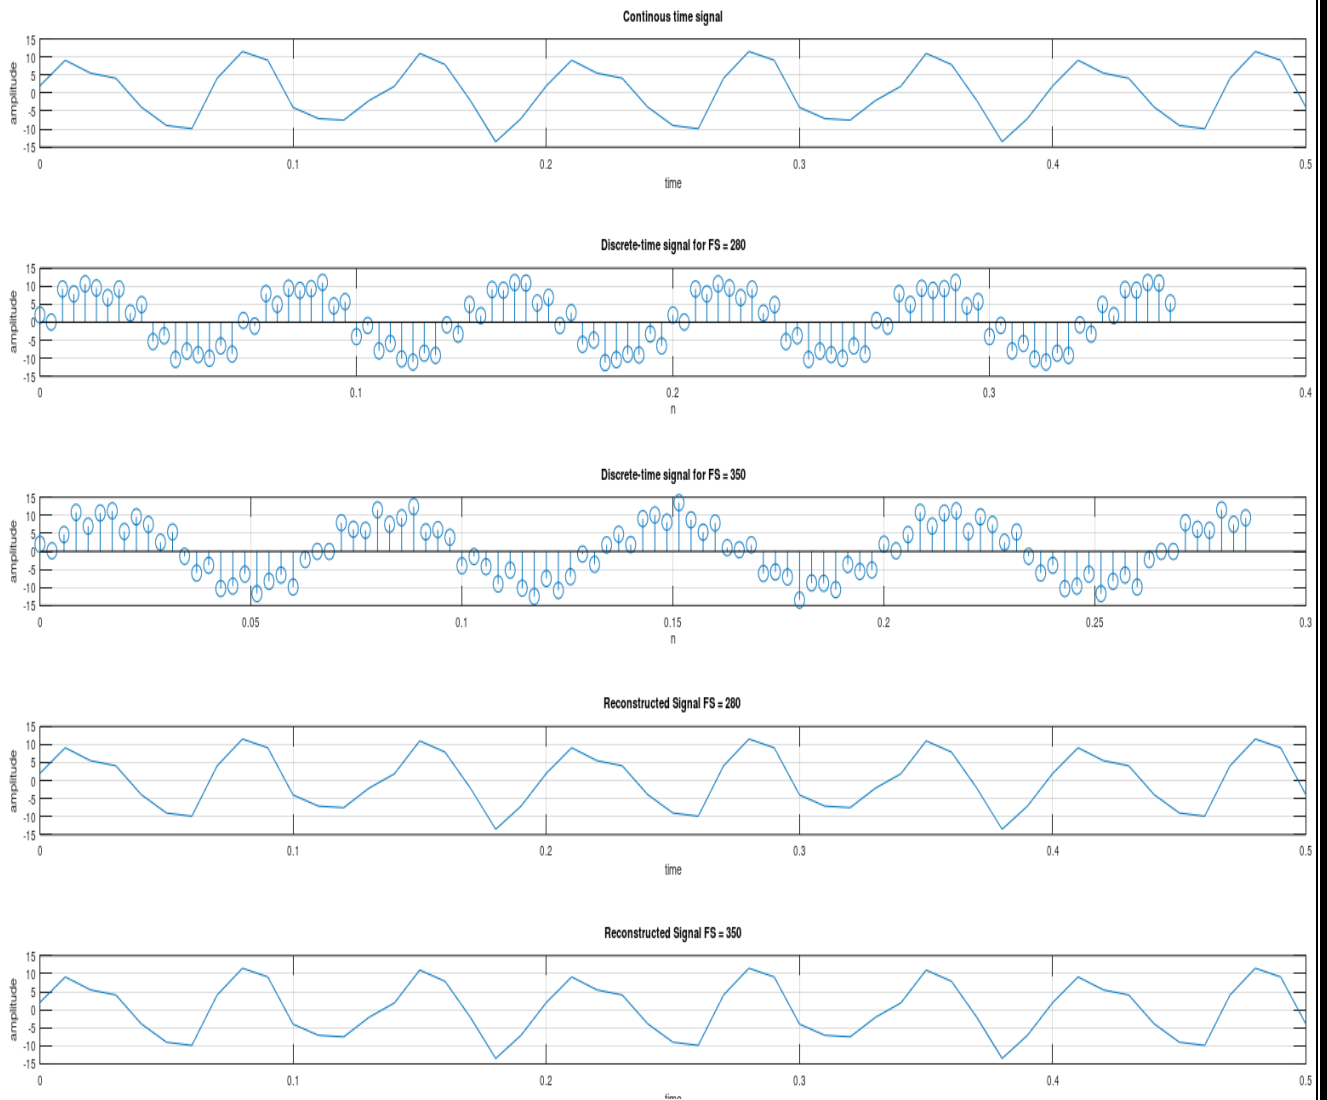 Continous time signal
15
10
5
0
-5
-10
-15
amplitude
0 0.1 0.2 0.3 0.4 0.5
time
Discrete-time signal for FS = 280
15
10
5
0
-5
-10
-15
amplitude
0 0.1 0.2 0.3 0.4
n
Discrete-time signal for FS = 350
15
10
5
0
-5
-10
-15
amplitude
0 0.05 0.1 0.15 0.2 0.25 0.3
n
Reconstructed Signal FS = 280
15
10
5
0
-5
-10
-15
amplitude
0 0.1 0.2 0.3 0.4 0.5
time
Reconstructed Signal FS = 350
15
10
5
0
-5
-10
-15
amplitude
0 0.1 0.2 0.3 0.4 0.5
time